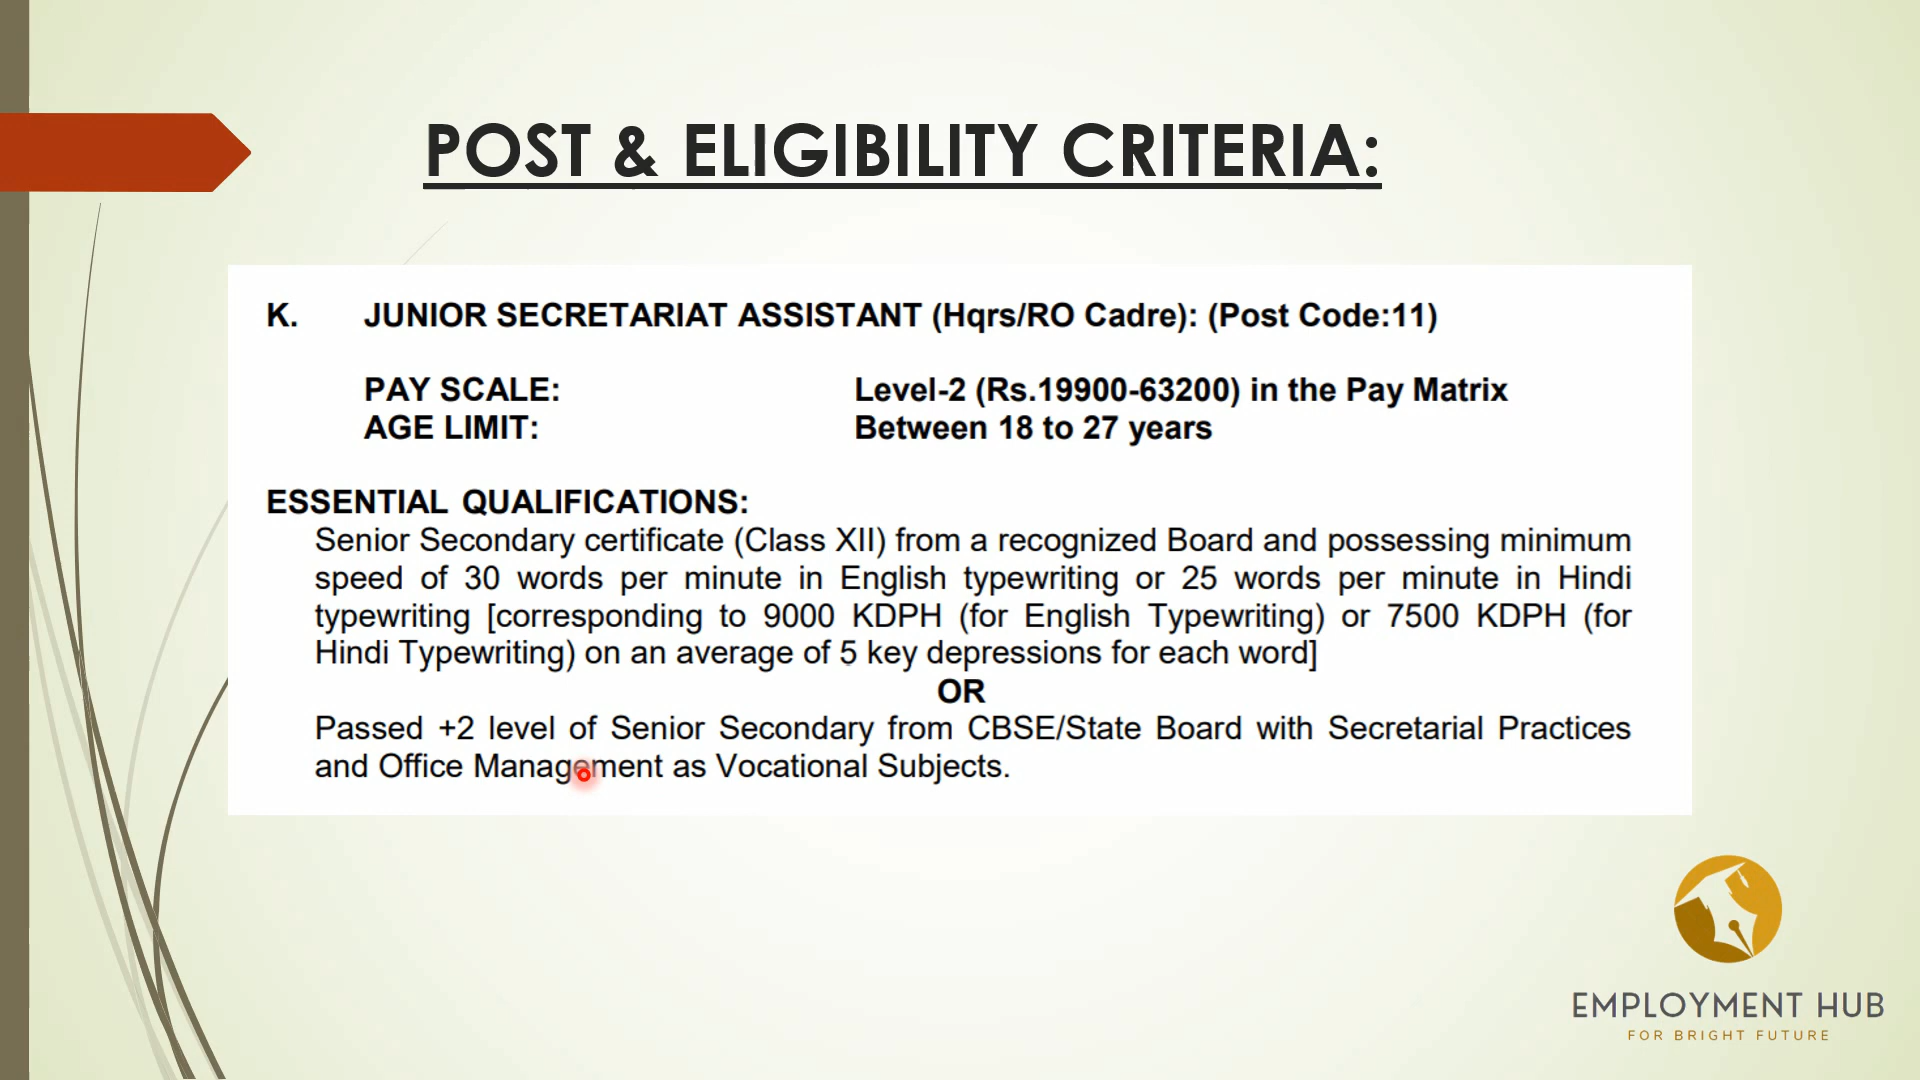 POST & ELIGIBILITY CRITERIA:
K. JUNIOR SECRETARIAT ASSISTANT (Hqrs/RO Cadre): (Post Code:11)
PAY SCALE: Level-2 (Rs.19900-63200) in the Pay Matrix
AGE LIMIT: Between 18 to 27 years
ESSENTIAL QUALIFICATIONS:
Senior Secondary certificate (Class XII) from a recognized Board and possessing minimum
speed of 30 words per minute in English typewriting or 25 words per minute in Hindi
typewriting [corresponding to 9000 KDPH (for English Typewriting) or 7500 KDPH (for
Hindi Typewriting) on an average of 5 key depressions for each word]
OR
Passed +2 level of Senior Secondary from CBSE/State Board with Secretarial Practices
and Office Management as Vocational Subjects.
EMPLOYMENT HUB
FOR BRIGHT FUTURE